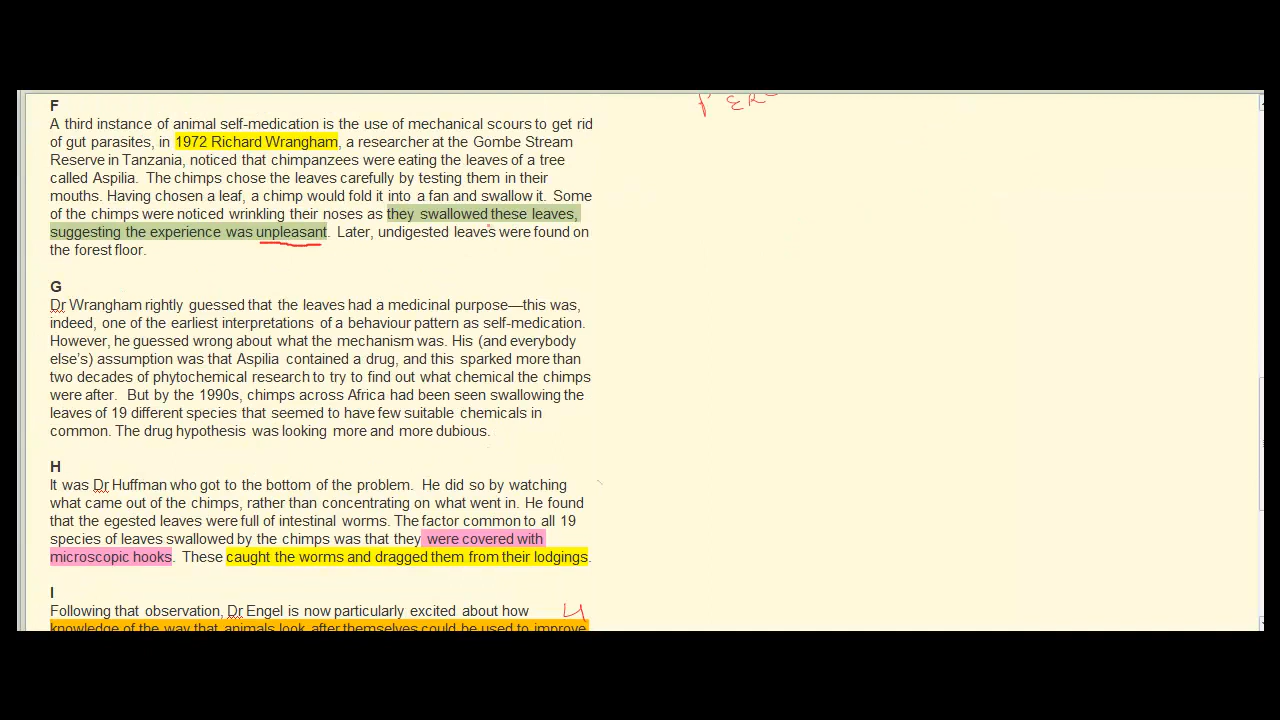 F
A third instance of animal self-medication is the use of mechanical scours to get rid
of gut parasites, in 1972 Richard Wrangham, a researcher at the Gombe Stream
Reserve in Tanzania, noticed that chimpanzees were eating the leaves of a tree
called Aspilia. The chimps chose the leaves carefully by testing them in their
mouths. Having chosen a leaf, a chimp would fold it into a fan and swallow it. Some
of the chimps were noticed wrinkling their noses as they swallowed these leaves,
suggesting the experience was unpleasant. Later, undigested leaves were found on
the forest floor.
G
Dr Wrangham rightly guessed that the leaves had a medicinal purpose—this was,
indeed, one of the earliest interpretations of a behaviour pattern as self-medication.
However, he guessed wrong about what the mechanism was. His (and everybody
else's) assumption was that Aspilia contained a drug, and this sparked more than
two decades of phytochemical research to try to find out what chemical the chimps
were after. But by the 1990s, chimps across Africa had been seen swallowing the
leaves of 19 different species that seemed to have few suitable chemicals in
common. The drug hypothesis was looking more and more dubious.
H
It was Dr Huffman who got to the bottom of the problem. He did so by watching
what came out of the chimps, rather than concentrating on what went in. He found
that the egested leaves were full of intestinal worms. The factor common to all 19
species of leaves swallowed by the chimps was that they were covered with
microscopic hooks. These caught the worms and dragged them from their lodgings.
I
Following that observation, Dr Engel is now particularly excited about how
knowledge of the way that animals look after themselves could be used to improve